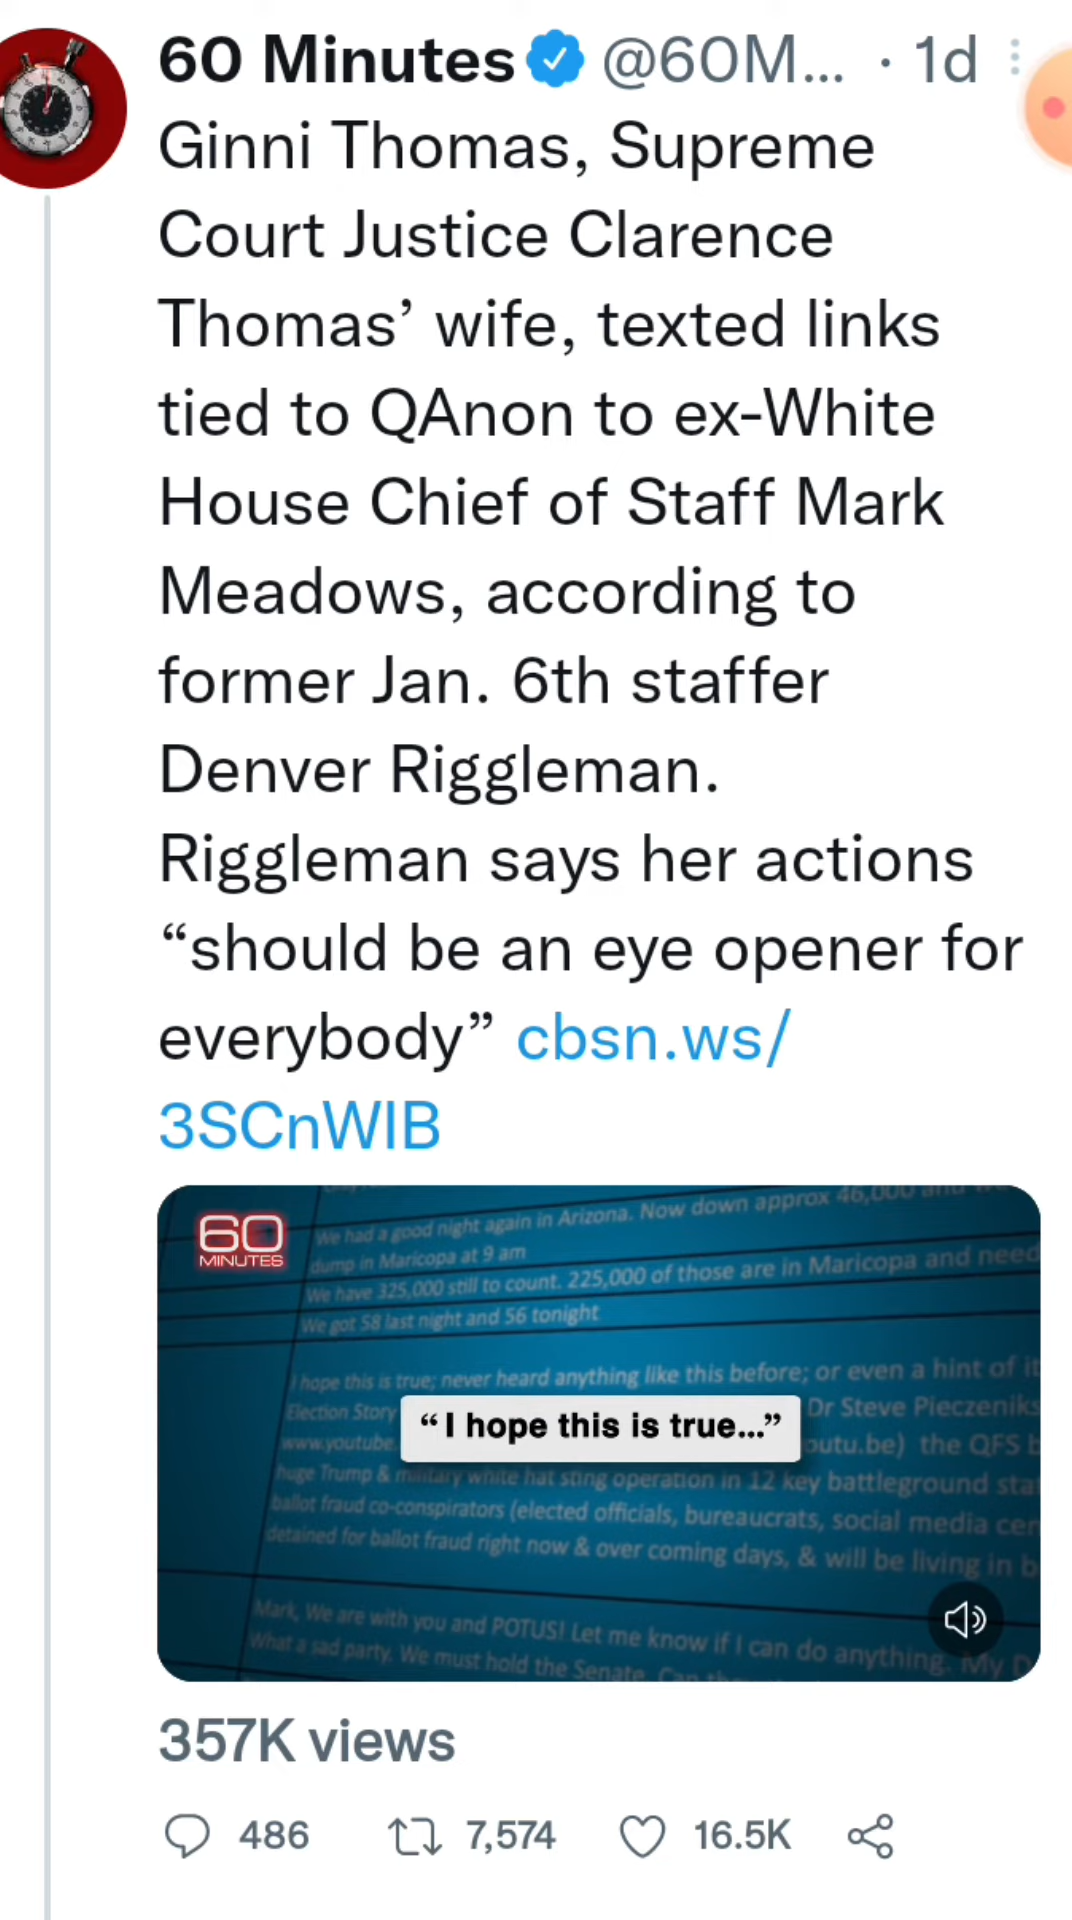 60 Minutes @60M... · 1d
Ginni Thomas, Supreme
Court Justice Clarence
Thomas’ wife, texted links
tied to QAnon to ex-White
House Chief of Staff Mark
Meadows, according to
former Jan. 6th staffer
Denver Riggleman.
Riggleman says her actions
“should be an eye opener for
everybody” cbsn.ws/
3SCnWIB
60
MINUTES
We had a good night again in Arizona. Now down approx 46,000 and
dump in Maricopa at 9 am
We have 325,000 still to count. 225,000 of those are in Maricopa and need
We got 58 last night and 56 tonight
I hope this is true; never heard anything like this before; or even a hint of it
Election Story Dr Steve Pieczeniks
“I hope this is true...”
www.youtube outu.be) the QFS b
huge Trump & military white hat sting operation in 12 key battleground sta
ballot fraud co-conspirators (elected officials, bureaucrats, social media cen
detained for ballot fraud right now & over coming days, & will be living in b
Mark, We are with you and POTUS! Let me know if I can do anything. My D
What a sad party. We must hold the Senate. Can
357K views
486 7,574 16.5K